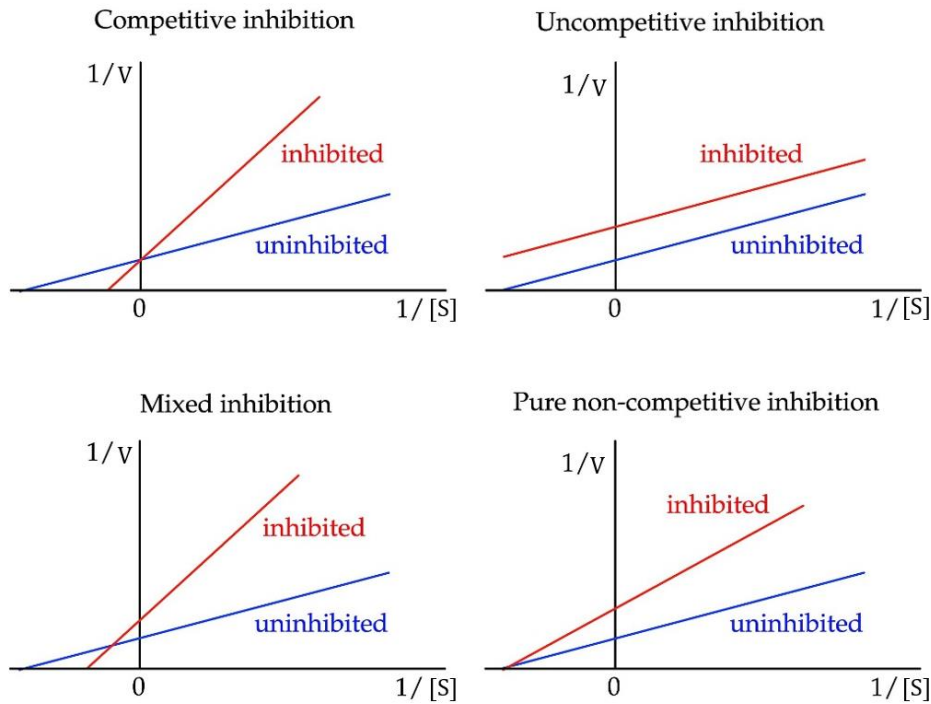 Competitive inhibition
1/V
inhibited
uninhibited
0
1/[S]
Uncompetitive inhibition
1/V
inhibited
uninhibited
0
1/[S]
Mixed inhibition
1/V
inhibited
uninhibited
0
1/[S]
Pure non-competitive inhibition
1/V
inhibited
uninhibited
0
1/[S]